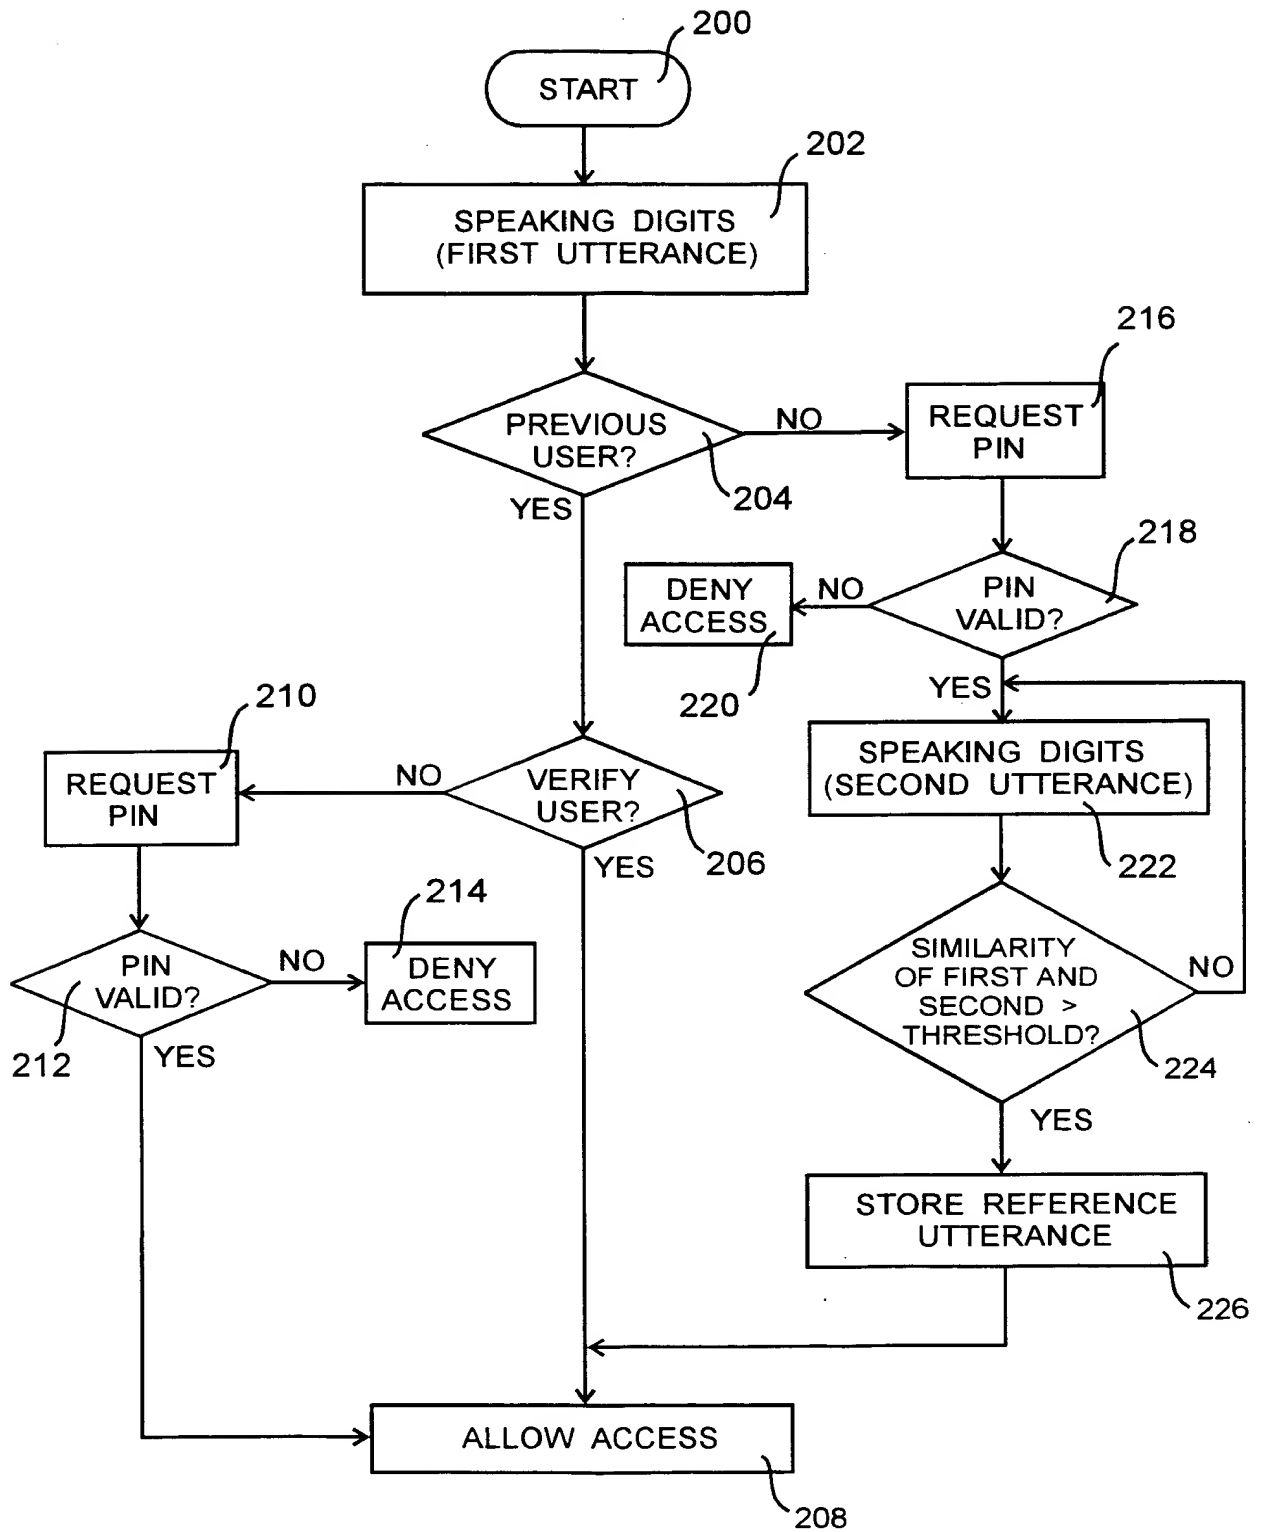 200
START
202
SPEAKING DIGITS
(FIRST UTTERANCE)
216
REQUEST
PIN
NO
PREVIOUS
USER?
204
YES
218
PIN
VALID?
NO
DENY
ACCESS
220
YES
210
REQUEST
PIN
NO
VERIFY
USER?
206
YES
SPEAKING DIGITS
(SECOND UTTERANCE)
222
214
DENY
ACCESS
NO
PIN
VALID?
212
YES
SIMILARITY
OF FIRST AND
SECOND >
THRESHOLD?
NO
224
YES
STORE REFERENCE
UTTERANCE
226
ALLOW ACCESS
208